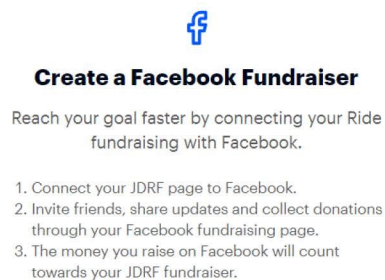 Create a Facebook Fundraiser
Reach your goal faster by connecting your Ride
fundraising with Facebook.
1. Connect your JDRF page to Facebook.
2. Invite friends, share updates and collect donations
through your Facebook fundraising page.
3. The money you raise on Facebook will count
towards your JDRF fundraiser.